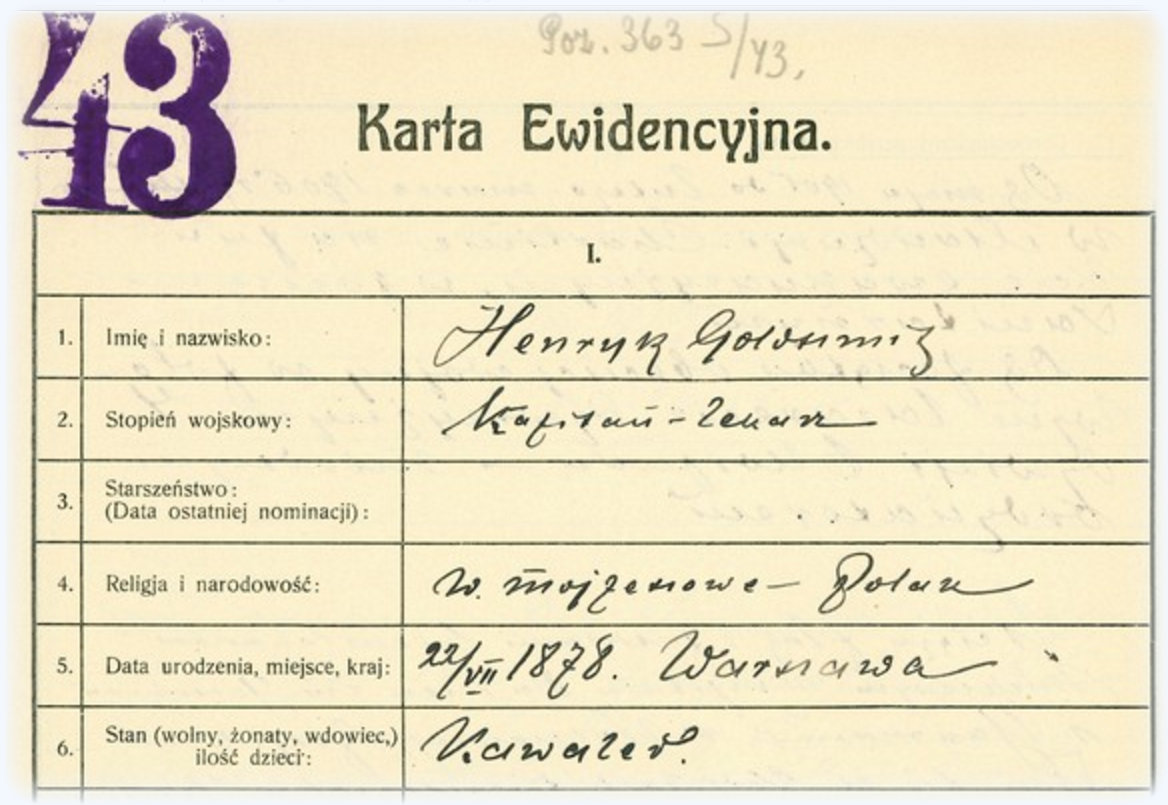 43
Poz. 363 5/43.
Karta Ewidencyjna.
I.
1. Imię i nazwisko: Henryk Goldszmit
2. Stopień wojskowy: Kapitan-lekarz
3. Starszeństwo:
(Data ostatniej nominacji):
4. Religja i narodowość: w. mojżeszowe - Polak
5. Data urodzenia, miejsce, kraj: 22/VII 1878. Warszawa
6. Stan (wolny, żonaty, wdowiec,) Kawaler.
ilość dzieci: